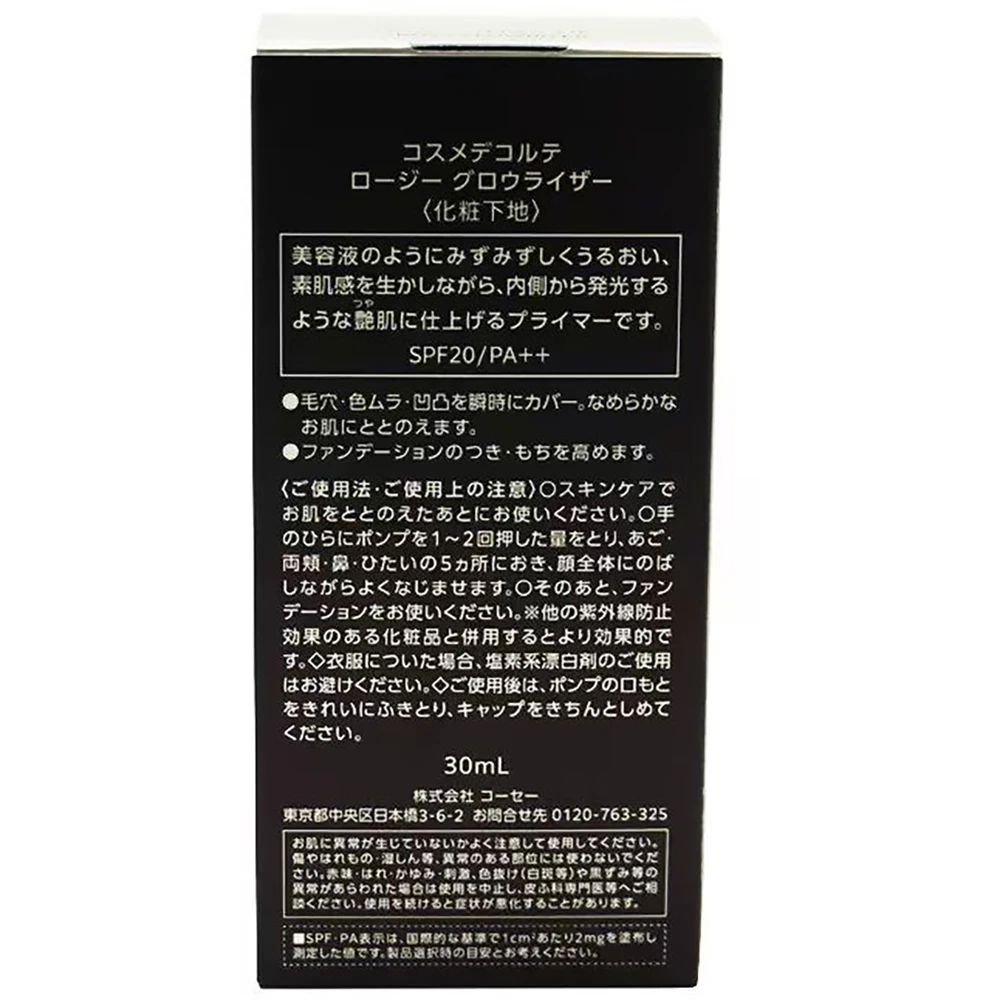 コスメデコルテ
ロージー グロウライザー
〈化粧下地〉
美容液のようにみずみずしくうるおい、
素肌感を生かしながら、内側から発光する
つや
ような艶肌に仕上げるプライマーです。
SPF20/PA++
●毛穴・色ムラ・凹凸を瞬時にカバー。なめらかな
お肌にととのえます。
●ファンデーションのつき・もちを高めます。
〈ご使用法・ご使用上の注意〉○スキンケアで
お肌をととのえたあとにお使いください。○手
のひらにポンプを1~2回押した量をとり、あご・
両頬・鼻・ひたいの5ヵ所におき、顔全体にのば
しながらよくなじませます。○そのあと、ファン
デーションをお使いください。※他の紫外線防止
効果のある化粧品と併用するとより効果的で
す。◇衣服についた場合、塩素系漂白剤のご使用
はお避けください。◇ご使用後は、ポンプの口もと
をきれいにふきとり、キャップをきちんとしめて
ください。
30mL
株式会社 コーセー
東京都中央区日本橋3-6-2 お問合せ先 0120-763-325
お肌に異常が生じていないかよく注意して使用してください。
傷やはれもの・湿しん等、異常のある部位には使わないでくだ
さい。赤味・はれ・かゆみ・刺激、色抜け(白斑等)や黒ずみ等の
異常があらわれた場合は使用を中止し、皮ふ科専門医等へご相
談ください。使用を続けると症状が悪化することがあります。
■SPF・PA表示は、国際的な基準で1cm²あたり2mgを塗布し
測定した値です。製品選択時の目安とお考えください。